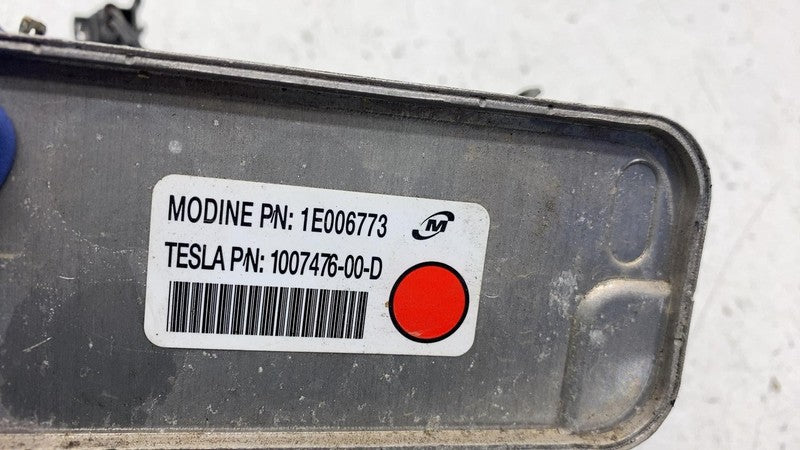 MODINE P/N: 1E006773
TESLA P/N: 1007476-00-D